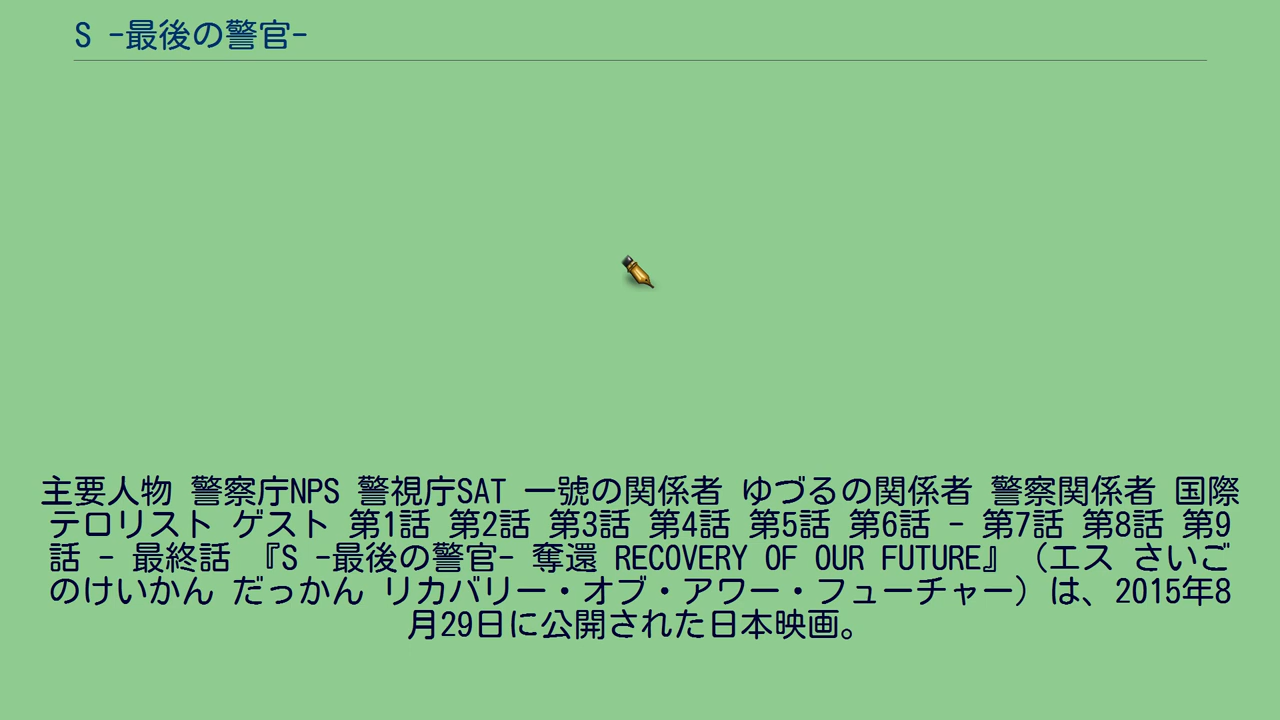 S -最後の警官-
主要人物 警察庁NPS 警視庁SAT 一號の関係者 ゆづるの関係者 警察関係者 国際
テロリスト ゲスト 第1話 第2話 第3話 第4話 第5話 第6話 - 第7話 第8話 第9
話 - 最終話 『S -最後の警官- 奪還 RECOVERY OF OUR FUTURE』（エス さいご
のけいかん だっかん リカバリー・オブ・アワー・フューチャー）は、2015年8
月29日に公開された日本映画。